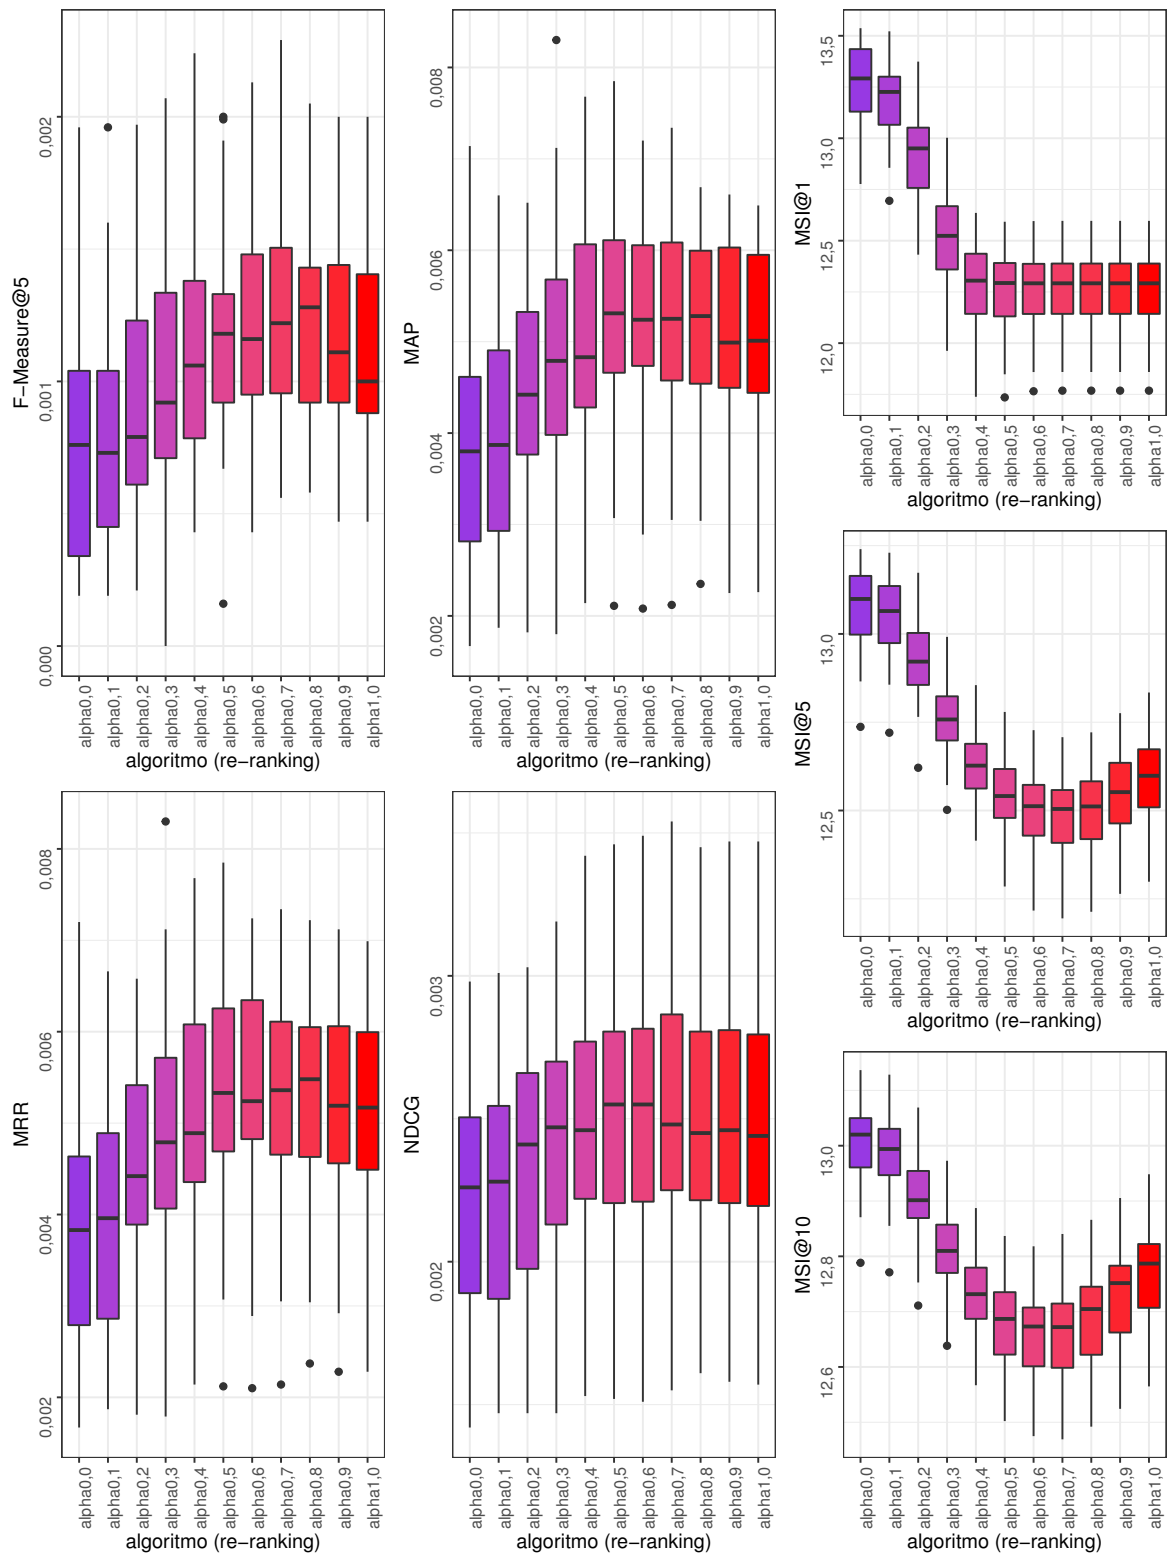 F−Measure@5
0,002
0,001
0,000
alpha0,0
alpha0,1
alpha0,2
alpha0,3
alpha0,4
alpha0,5
alpha0,6
alpha0,7
alpha0,8
alpha0,9
alpha1,0
algoritmo (re−ranking)
MAP
0,008
0,006
0,004
0,002
alpha0,0
alpha0,1
alpha0,2
alpha0,3
alpha0,4
alpha0,5
alpha0,6
alpha0,7
alpha0,8
alpha0,9
alpha1,0
algoritmo (re−ranking)
MSI@1
13,5
13,0
12,5
12,0
alpha0,0
alpha0,1
alpha0,2
alpha0,3
alpha0,4
alpha0,5
alpha0,6
alpha0,7
alpha0,8
alpha0,9
alpha1,0
algoritmo (re−ranking)
MSI@5
13,0
12,5
alpha0,0
alpha0,1
alpha0,2
alpha0,3
alpha0,4
alpha0,5
alpha0,6
alpha0,7
alpha0,8
alpha0,9
alpha1,0
algoritmo (re−ranking)
MRR
0,008
0,006
0,004
0,002
alpha0,0
alpha0,1
alpha0,2
alpha0,3
alpha0,4
alpha0,5
alpha0,6
alpha0,7
alpha0,8
alpha0,9
alpha1,0
algoritmo (re−ranking)
NDCG
0,003
0,002
alpha0,0
alpha0,1
alpha0,2
alpha0,3
alpha0,4
alpha0,5
alpha0,6
alpha0,7
alpha0,8
alpha0,9
alpha1,0
algoritmo (re−ranking)
MSI@10
13,0
12,8
12,6
alpha0,0
alpha0,1
alpha0,2
alpha0,3
alpha0,4
alpha0,5
alpha0,6
alpha0,7
alpha0,8
alpha0,9
alpha1,0
algoritmo (re−ranking)